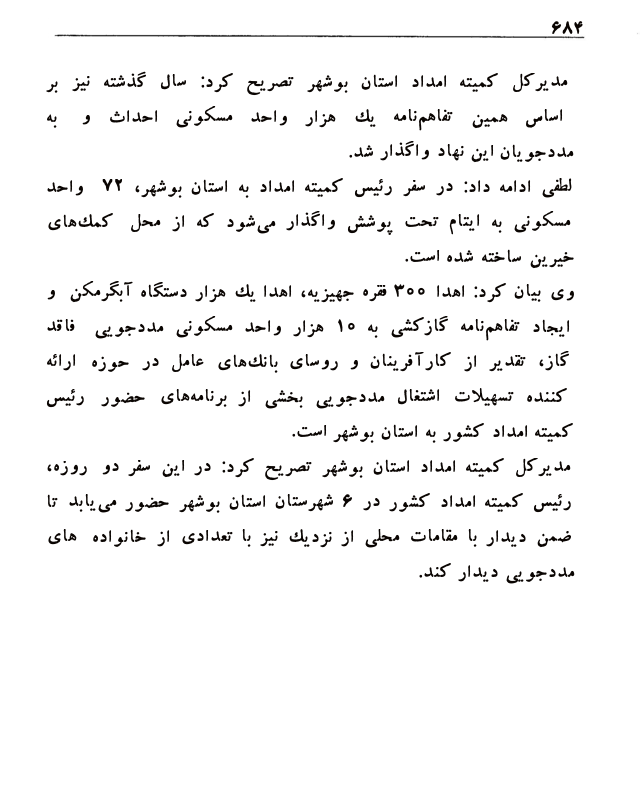 ۶۸۴
مدیرکل کمیته امداد استان بوشهر تصریح کرد: سال گذشته نیز بر
اساس همین تفاهم‌نامه یك هزار واحد مسکونی احداث و به
مددجویان این نهاد واگذار شد.
لطفی ادامه داد: در سفر رئیس کمیته امداد به استان بوشهر، ۷۲ واحد
مسکونی به ایتام تحت پوشش واگذار می‌شود که از محل کمك‌های
خیرین ساخته شده است.
وی بیان کرد: اهدا ۳۰۰ فقره جهیزیه، اهدا یك هزار دستگاه آبگرمکن و
ایجاد تفاهم‌نامه گازکشی به ۱۰ هزار واحد مسکونی مددجویی فاقد
گاز، تقدیر از کارآفرینان و روسای بانك‌های عامل در حوزه ارائه
کننده تسهیلات اشتغال مددجویی بخشی از برنامه‌های حضور رئیس
کمیته امداد کشور به استان بوشهر است.
مدیرکل کمیته امداد استان بوشهر تصریح کرد: در این سفر دو روزه،
رئیس کمیته امداد کشور در ۶ شهرستان استان بوشهر حضور می‌یابد تا
ضمن دیدار با مقامات محلی از نزدیك نیز با تعدادی از خانواده های
مددجویی دیدار کند.